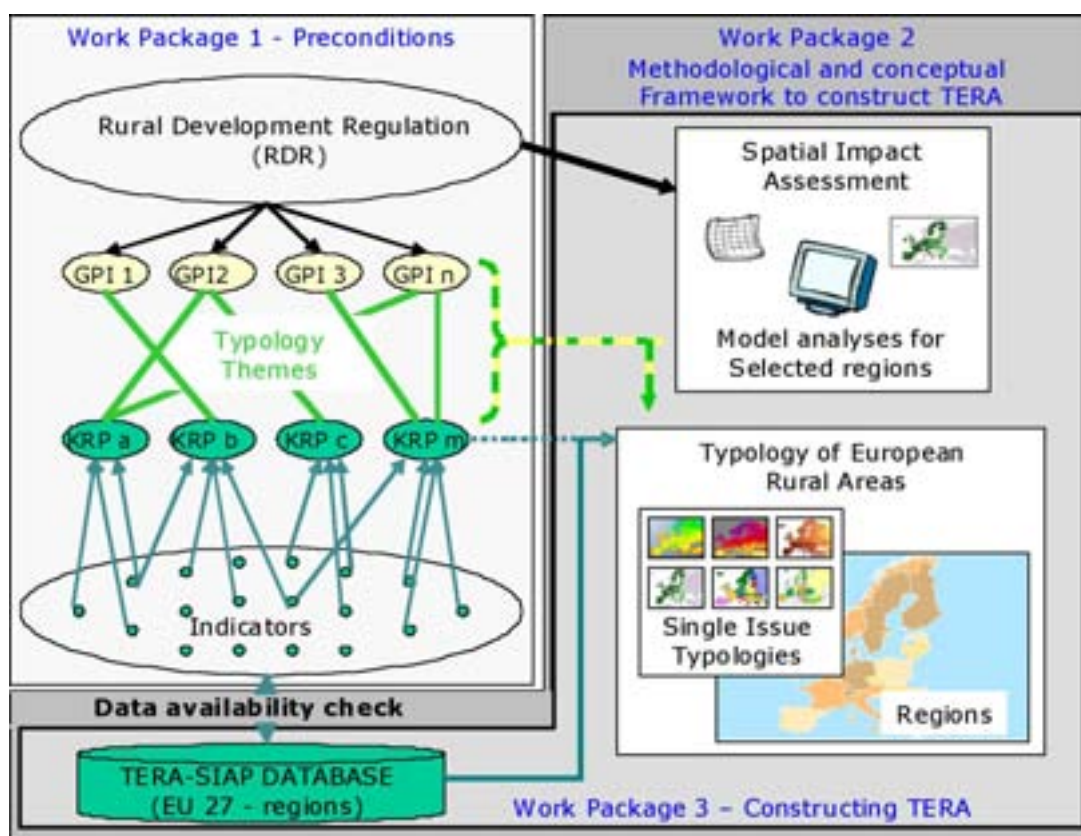 Work Package 1 - Preconditions
Work Package 2
Methodological and conceptual
Framework to construct TERA
Rural Development Regulation
(RDR)
Spatial Impact
Assessment
GPI 1
GPI2
GPI 3
GPI n
Model analyses for
Selected regions
Typology
Themes
KRP a
KRP b
KRP c
KRP m
Typology of European
Rural Areas
Indicators
Single Issue
Typologies
Regions
Data availability check
TERA-SIAP DATABASE
(EU 27 - regions)
Work Package 3 – Constructing TERA